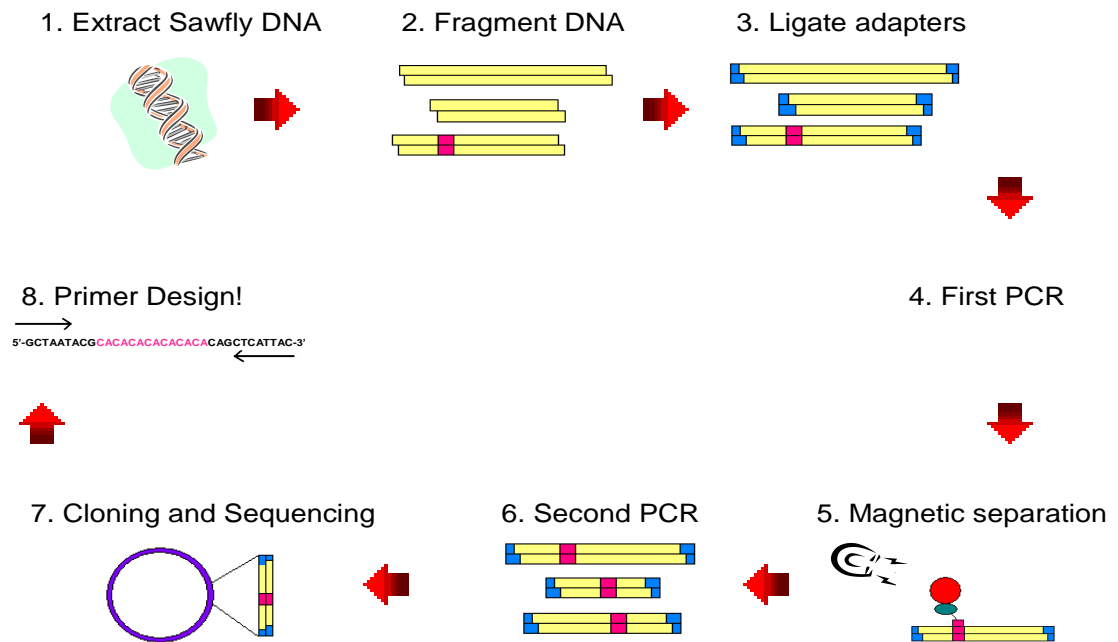 1. Extract Sawfly DNA
2. Fragment DNA
3. Ligate adapters
4. First PCR
5. Magnetic separation
6. Second PCR
7. Cloning and Sequencing
8. Primer Design!
5'-GCTAATACGCACACACACACACACAGCTCATTAC-3'